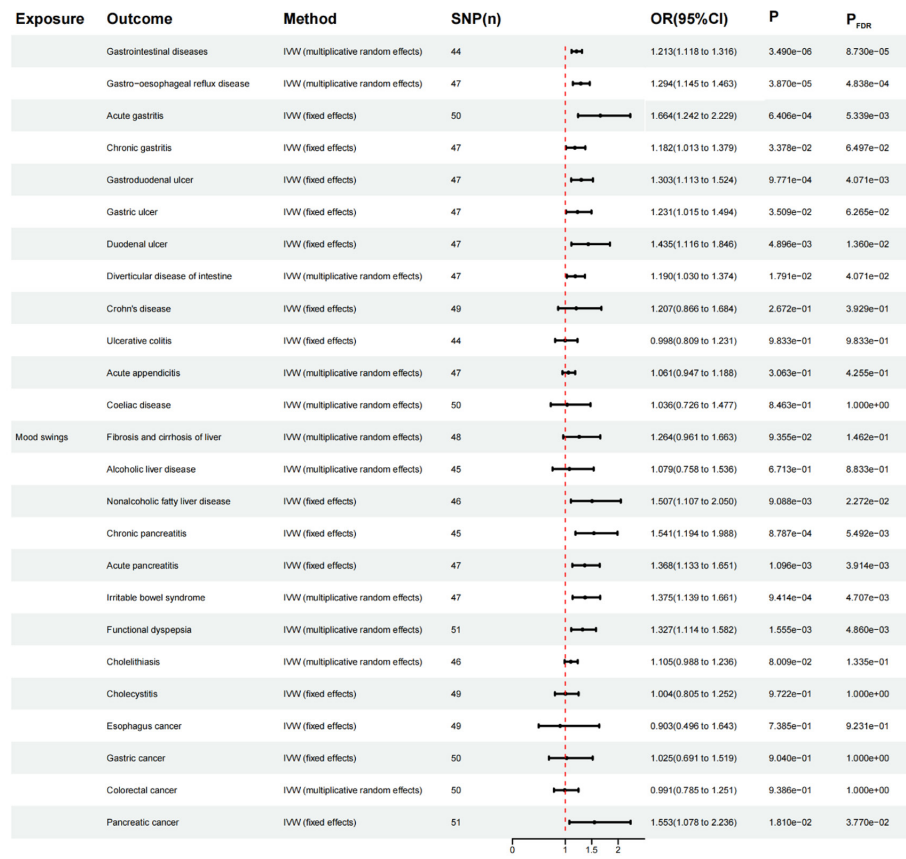 Exposure Outcome Method SNP(n) OR(95%CI) P P_FDR
Gastrointestinal diseases IVW (multiplicative random effects) 44 1.213(1.118 to 1.316) 3.490e−06 8.730e−05
Gastro−oesophageal reflux disease IVW (multiplicative random effects) 47 1.294(1.145 to 1.463) 3.870e−05 4.838e−04
Acute gastritis IVW (fixed effects) 50 1.664(1.242 to 2.229) 6.406e−04 5.339e−03
Chronic gastritis IVW (fixed effects) 47 1.182(1.013 to 1.379) 3.378e−02 6.497e−02
Gastroduodenal ulcer IVW (fixed effects) 47 1.303(1.113 to 1.524) 9.771e−04 4.071e−03
Gastric ulcer IVW (fixed effects) 47 1.231(1.015 to 1.494) 3.509e−02 6.265e−02
Duodenal ulcer IVW (fixed effects) 47 1.435(1.116 to 1.846) 4.896e−03 1.360e−02
Diverticular disease of intestine IVW (multiplicative random effects) 47 1.190(1.030 to 1.374) 1.791e−02 4.071e−02
Crohn's disease IVW (fixed effects) 49 1.207(0.866 to 1.684) 2.672e−01 3.929e−01
Ulcerative colitis IVW (fixed effects) 44 0.998(0.809 to 1.231) 9.833e−01 9.833e−01
Acute appendicitis IVW (multiplicative random effects) 47 1.061(0.947 to 1.188) 3.063e−01 4.255e−01
Coeliac disease IVW (multiplicative random effects) 50 1.036(0.726 to 1.477) 8.463e−01 1.000e+00
Mood swings Fibrosis and cirrhosis of liver IVW (multiplicative random effects) 48 1.264(0.961 to 1.663) 9.355e−02 1.462e−01
Alcoholic liver disease IVW (multiplicative random effects) 45 1.079(0.758 to 1.536) 6.713e−01 8.833e−01
Nonalcoholic fatty liver disease IVW (fixed effects) 46 1.507(1.107 to 2.050) 9.088e−03 2.272e−02
Chronic pancreatitis IVW (fixed effects) 45 1.541(1.194 to 1.988) 8.787e−04 5.492e−03
Acute pancreatitis IVW (fixed effects) 47 1.368(1.133 to 1.651) 1.096e−03 3.914e−03
Irritable bowel syndrome IVW (multiplicative random effects) 47 1.375(1.139 to 1.661) 9.414e−04 4.707e−03
Functional dyspepsia IVW (multiplicative random effects) 51 1.327(1.114 to 1.582) 1.555e−03 4.860e−03
Cholelithiasis IVW (multiplicative random effects) 46 1.105(0.988 to 1.236) 8.009e−02 1.335e−01
Cholecystitis IVW (fixed effects) 49 1.004(0.805 to 1.252) 9.722e−01 1.000e+00
Esophagus cancer IVW (fixed effects) 49 0.903(0.496 to 1.643) 7.385e−01 9.231e−01
Gastric cancer IVW (fixed effects) 50 1.025(0.691 to 1.519) 9.040e−01 1.000e+00
Colorectal cancer IVW (multiplicative random effects) 50 0.991(0.785 to 1.251) 9.386e−01 1.000e+00
Pancreatic cancer IVW (fixed effects) 51 1.553(1.078 to 2.236) 1.810e−02 3.770e−02
0 1 1.5 2